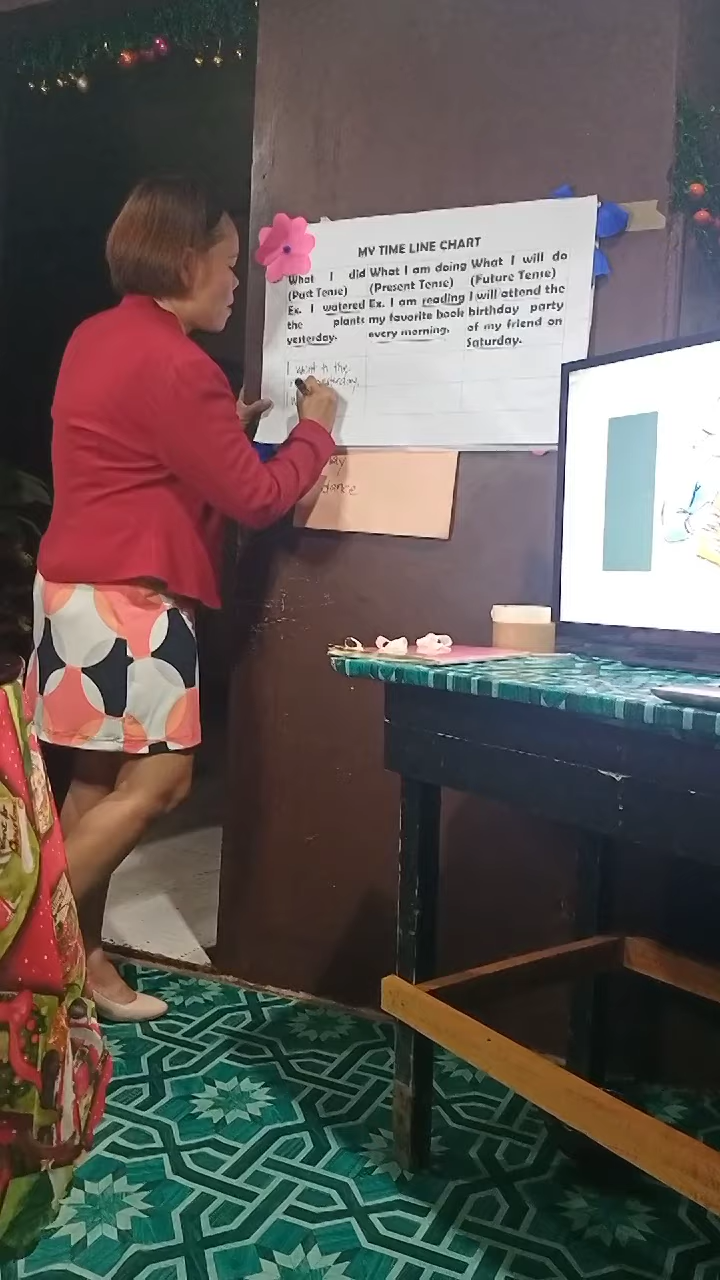 MY TIME LINE CHART
What I did What I am doing What I will do
(Past Tense) (Present Tense) (Future Tense)
Ex. I watered Ex. I am reading I will attend the
the plants my favorite book birthday party
yesterday. every morning. of my friend on
Saturday.
I went to the
yesterday.
dance